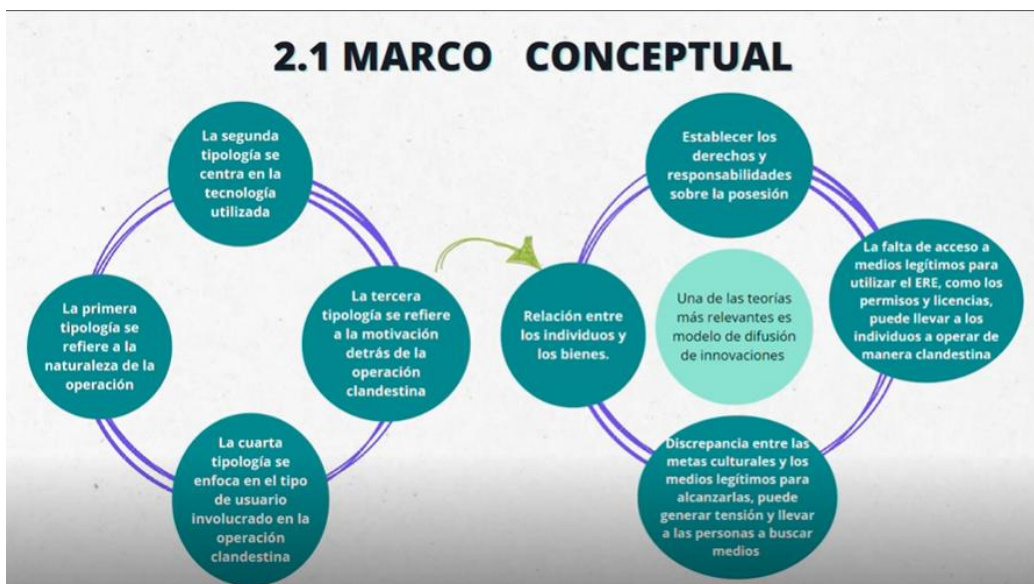 2.1 MARCO CONCEPTUAL
La segunda
tipología se
centra en la
tecnología
utilizada
La primera
tipología se
refiere a la
naturaleza de la
operación
La tercera
tipología se refiere
a la motivación
detrás de la
operación
clandestina
La cuarta
tipología se
enfoca en el tipo
de usuario
involucrado en la
operación
clandestina
Establecer los
derechos y
responsabilidades
sobre la posesión
Relación entre
los individuos y
los bienes.
Una de las teorías
más relevantes es
modelo de difusión
de innovaciones
La falta de acceso a
medios legítimos para
utilizar el ERE, como los
permisos y licencias,
puede llevar a los
individuos a operar de
manera clandestina
Discrepancia entre las
metas culturales y los
medios legítimos para
alcanzarlas, puede
generar tensión y llevar
a las personas a buscar
medios